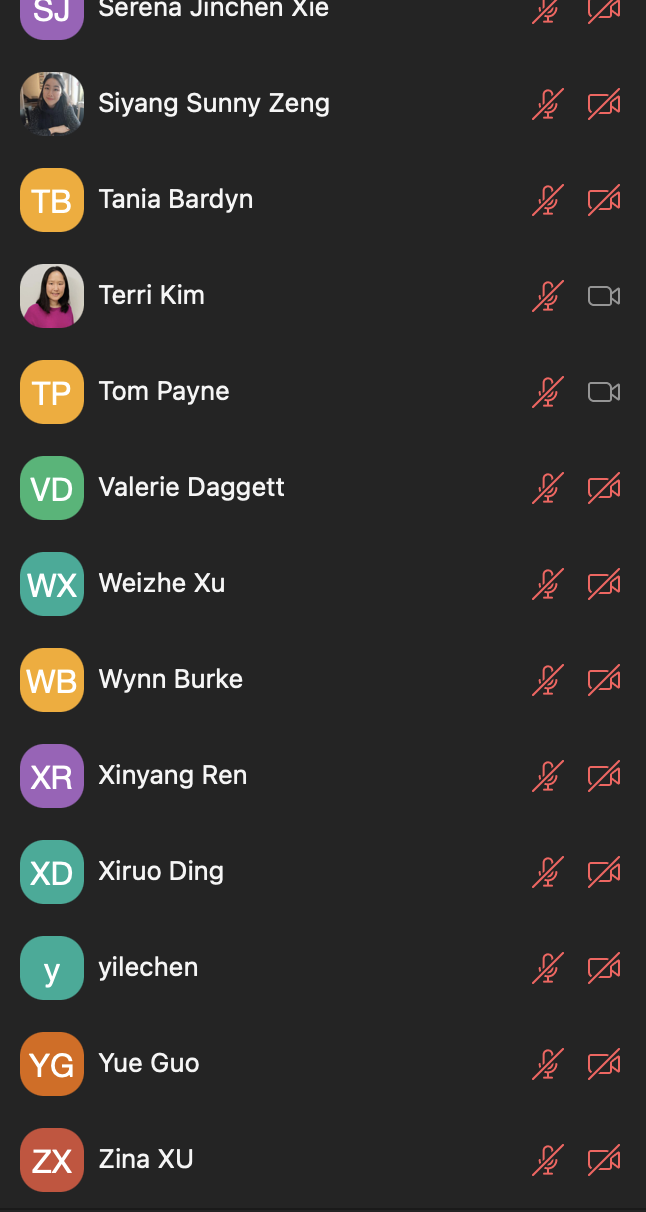 SJ Serena Jinchen Xie
Siyang Sunny Zeng
TB Tania Bardyn
Terri Kim
TP Tom Payne
VD Valerie Daggett
WX Weizhe Xu
WB Wynn Burke
XR Xinyang Ren
XD Xiruo Ding
y yilechen
YG Yue Guo
ZX Zina XU